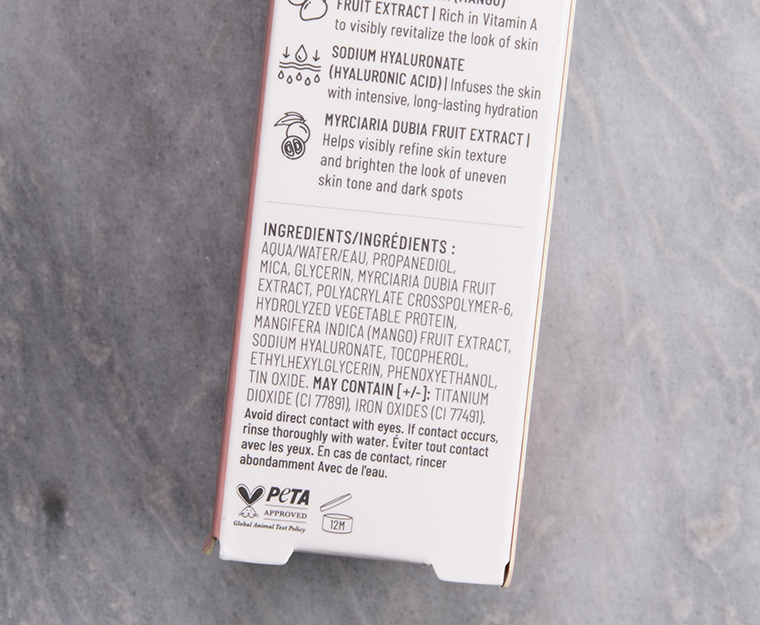 (MANGO)
FRUIT EXTRACT | Rich in Vitamin A
to visibly revitalize the look of skin
SODIUM HYALURONATE
(HYALURONIC ACID) | Infuses the skin
with intensive, long-lasting hydration
MYRCIARIA DUBIA FRUIT EXTRACT |
Helps visibly refine skin texture
and brighten the look of uneven
skin tone and dark spots
INGREDIENTS/INGRÉDIENTS :
AQUA/WATER/EAU, PROPANEDIOL,
MICA, GLYCERIN, MYRCIARIA DUBIA FRUIT
EXTRACT, POLYACRYLATE CROSSPOLYMER-6,
HYDROLYZED VEGETABLE PROTEIN,
MANGIFERA INDICA (MANGO) FRUIT EXTRACT,
SODIUM HYALURONATE, TOCOPHEROL,
ETHYLHEXYLGLYCERIN, PHENOXYETHANOL,
TIN OXIDE. MAY CONTAIN [+/-]: TITANIUM
DIOXIDE (CI 77891), IRON OXIDES (CI 77491).
Avoid direct contact with eyes. If contact occurs,
rinse thoroughly with water. Éviter tout contact
avec les yeux. En cas de contact, rincer
abondamment Avec de l'eau.
PeTA
APPROVED
Global Animal Test Policy
12M